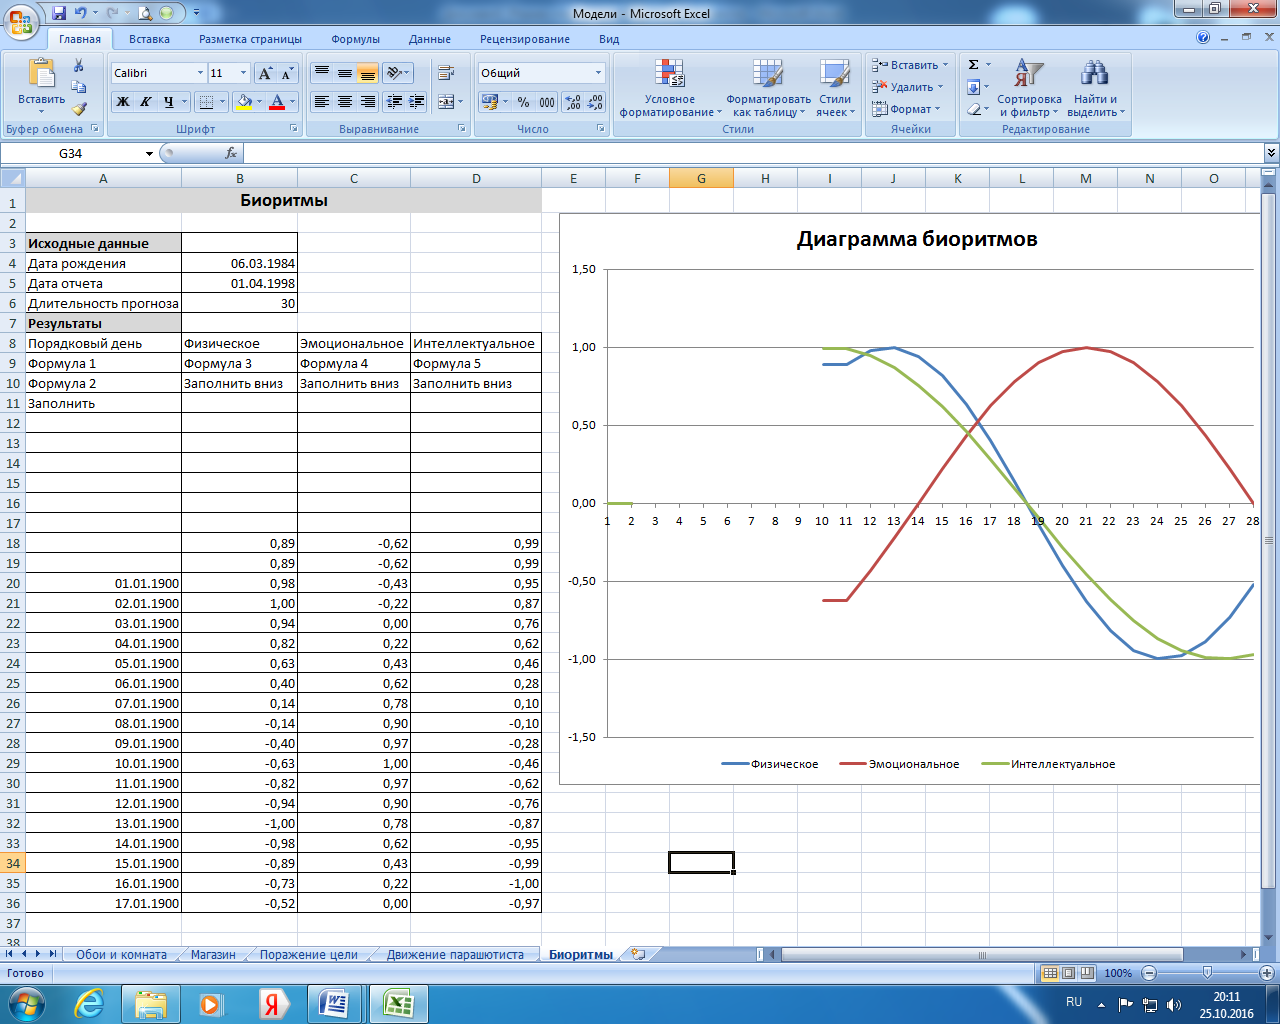 Модели - Microsoft Excel
Главная Вставка Разметка страницы Формулы Данные Рецензирование Вид
Вставить
Буфер обмена
Calibri 11
Ж К Ч
Шрифт
Выравнивание
Общий
% 000
Число
Условное форматирование
Форматировать как таблицу
Стили ячеек
Стили
Вставить
Удалить
Формат
Ячейки
Сортировка и фильтр
Найти и выделить
Редактирование
G34 fx
A B C D E F G H I J K L M N O
1 Биоритмы
2
3 Исходные данные
4 Дата рождения 06.03.1984
5 Дата отчета 01.04.1998
6 Длительность прогноза 30
7 Результаты
8 Порядковый день Физическое Эмоциональное Интеллектуальное
9 Формула 1 Формула 3 Формула 4 Формула 5
10 Формула 2 Заполнить вниз Заполнить вниз Заполнить вниз
11 Заполнить
12
13
14
15
16
17
18 0,89 -0,62 0,99
19 0,89 -0,62 0,99
20 01.01.1900 0,98 -0,43 0,95
21 02.01.1900 1,00 -0,22 0,87
22 03.01.1900 0,94 0,00 0,76
23 04.01.1900 0,82 0,22 0,62
24 05.01.1900 0,63 0,43 0,46
25 06.01.1900 0,40 0,62 0,28
26 07.01.1900 0,14 0,78 0,10
27 08.01.1900 -0,14 0,90 -0,10
28 09.01.1900 -0,40 0,97 -0,28
29 10.01.1900 -0,63 1,00 -0,46
30 11.01.1900 -0,82 0,97 -0,62
31 12.01.1900 -0,94 0,90 -0,76
32 13.01.1900 -1,00 0,78 -0,87
33 14.01.1900 -0,98 0,62 -0,95
34 15.01.1900 -0,89 0,43 -0,99
35 16.01.1900 -0,73 0,22 -1,00
36 17.01.1900 -0,52 0,00 -0,97
37
38
Диаграмма биоритмов
1,50
1,00
0,50
0,00
1 2 3 4 5 6 7 8 9 10 11 12 13 14 15 16 17 18 19 20 21 22 23 24 25 26 27 28
-0,50
-1,00
-1,50
Физическое Эмоциональное Интеллектуальное
Обои и комната Магазин Поражение цели Движение парашютиста Биоритмы
Готово 100%
RU 20:11
25.10.2016